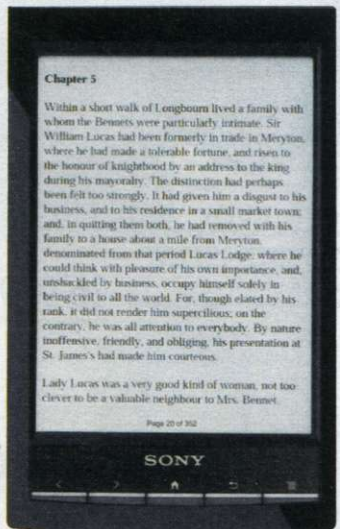 Chapter 5
Within a short walk of Longbourn lived a family with
whom the Bennets were particularly intimate. Sir
William Lucas had been formerly in trade in Meryton,
where he had made a tolerable fortune, and risen to
the honour of knighthood by an address to the king
during his mayoralty. The distinction had perhaps
been felt too strongly. It had given him a disgust to his
business, and to his residence in a small market town;
and, in quitting them both, he had removed with his
family to a house about a mile from Meryton,
denominated from that period Lucas Lodge; where he
could think with pleasure of his own importance, and,
unshackled by business, occupy himself solely in
being civil to all the world. For, though elated by his
rank, it did not render him supercilious; on the
contrary, he was all attention to everybody. By nature
inoffensive, friendly, and obliging, his presentation at
St. James's had made him courteous.
Lady Lucas was a very good kind of woman, not too
clever to be a valuable neighbour to Mrs. Bennet.
Page 20 of 352
SONY